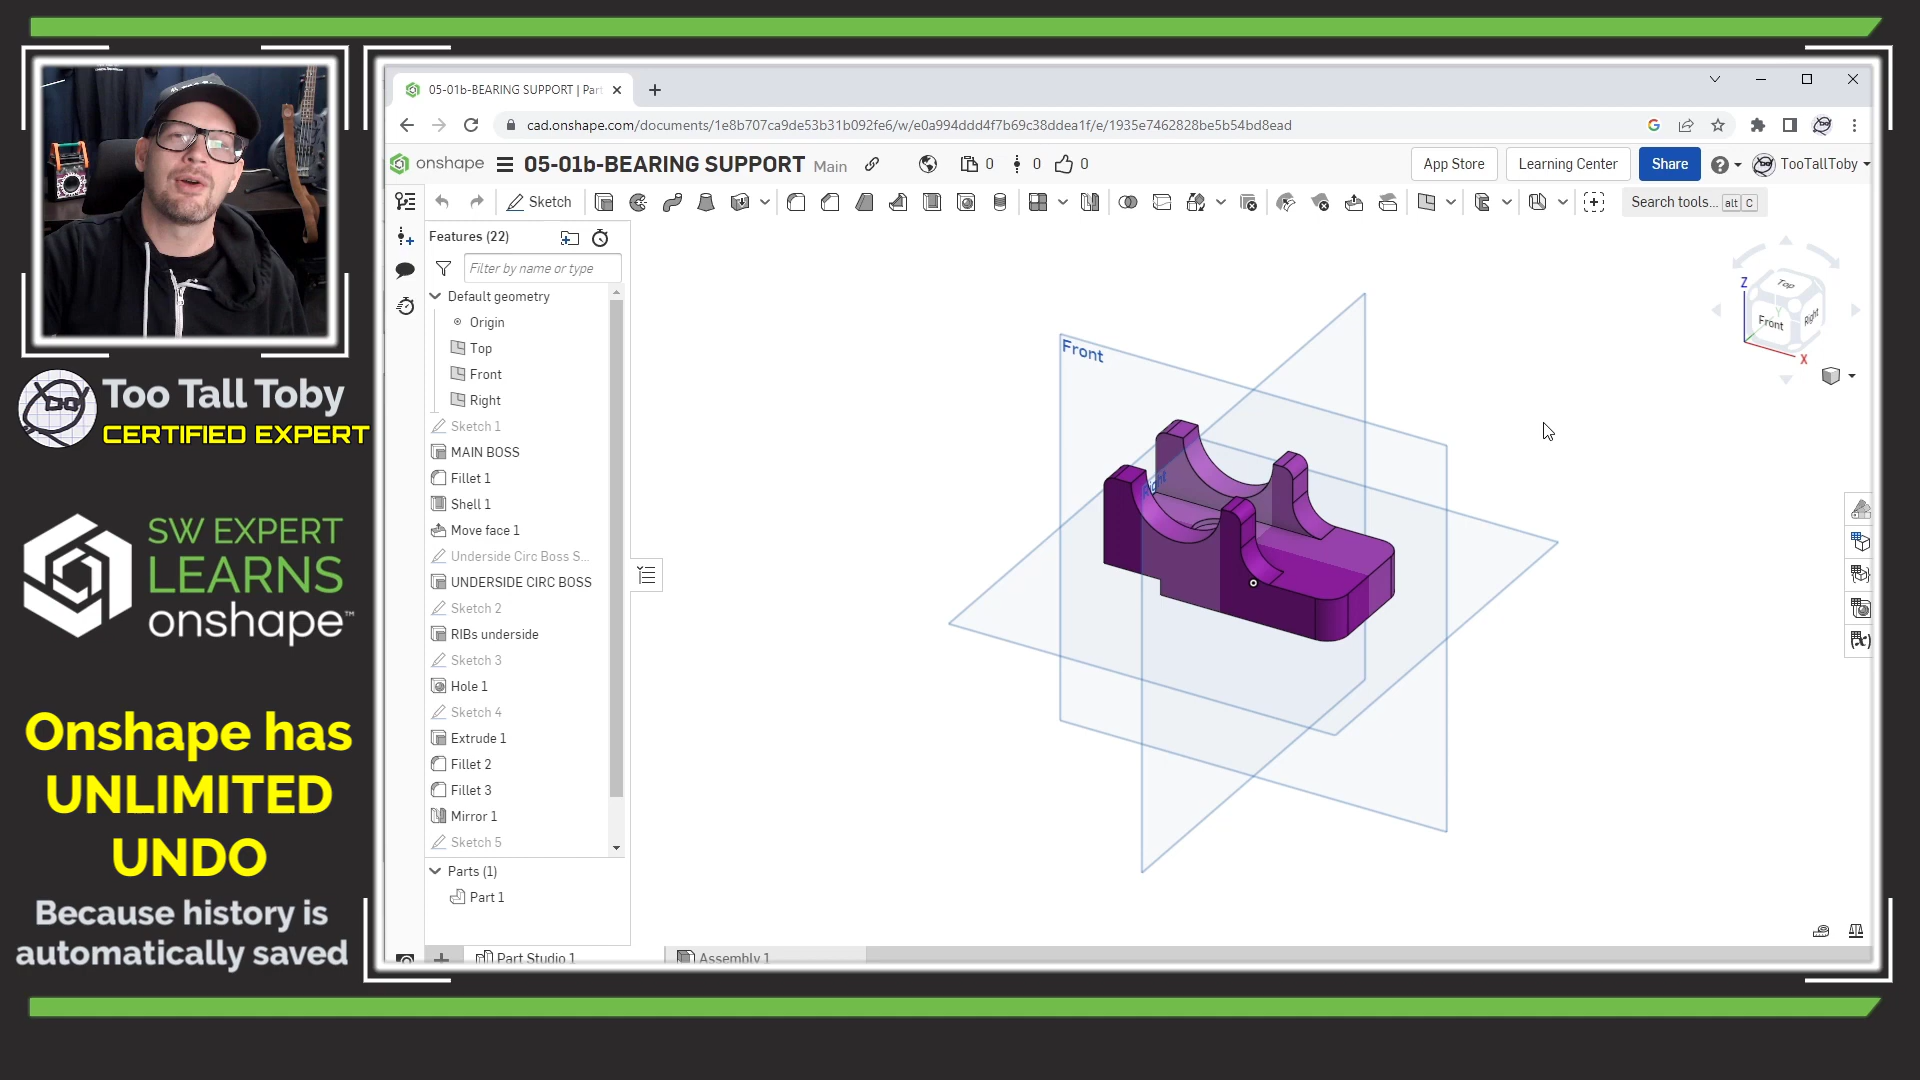 05-01b-BEARING SUPPORT | Part
cad.onshape.com/documents/1e8b707ca9de53b31b092fe6/w/e0a994ddd4f7b69c38ddea1f/e/1935e7462828be5b54bd8ead
onshape
05-01b-BEARING SUPPORT Main
0
0
0
App Store
Learning Center
Share
TooTallToby
Sketch
Search tools... alt C
Features (22)
Filter by name or type
Default geometry
Origin
Top
Front
Right
Sketch 1
MAIN BOSS
Fillet 1
Shell 1
Move face 1
Underside Circ Boss S...
UNDERSIDE CIRC BOSS
Sketch 2
RIBs underside
Sketch 3
Hole 1
Sketch 4
Extrude 1
Fillet 2
Fillet 3
Mirror 1
Sketch 5
Parts (1)
Part 1
Part Studio 1
Assembly 1
Front
Right
Z
Top
Y
Front
Right
X
Too Tall Toby
CERTIFIED EXPERT
SW EXPERT
LEARNS
onshape™
Onshape has
UNLIMITED
UNDO
Because history is
automatically saved